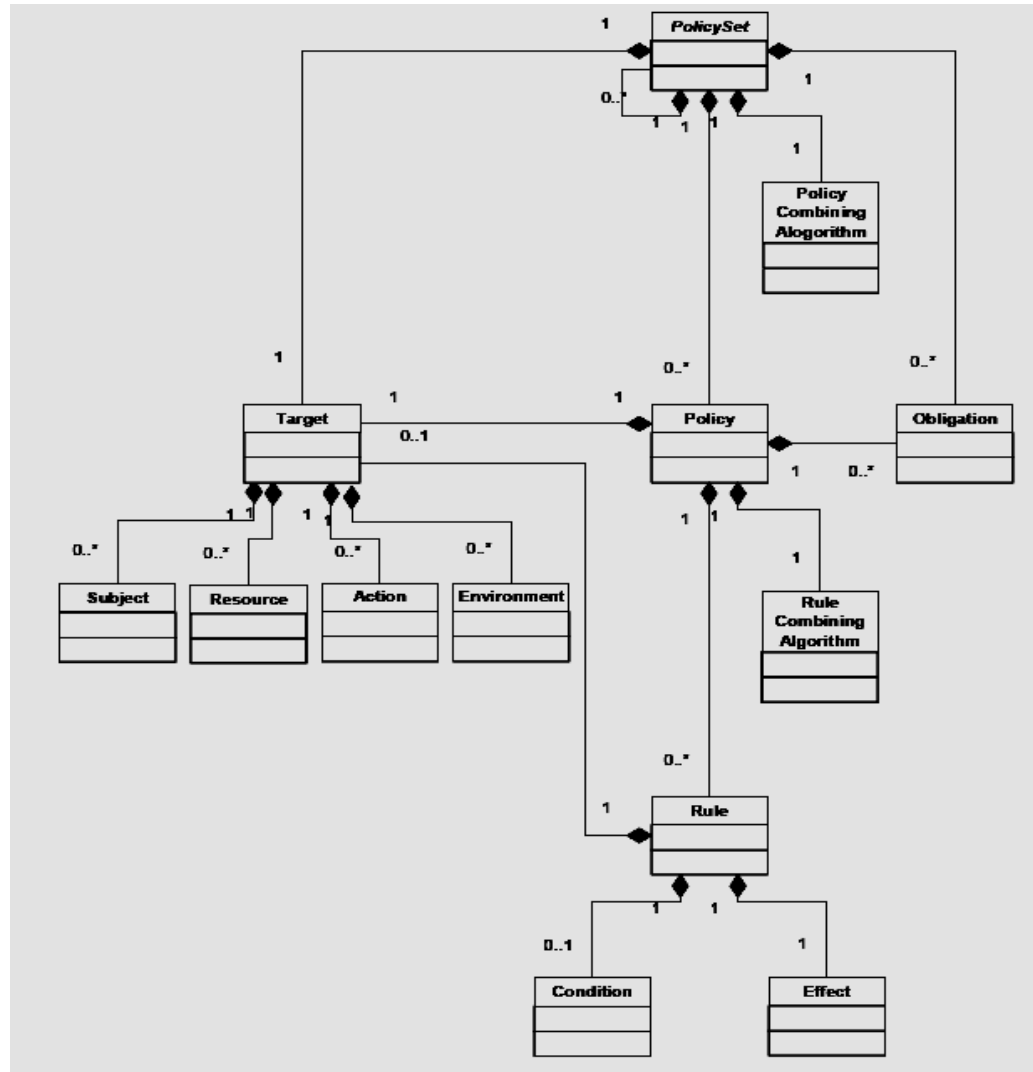 1
PolicySet
1
0..*
1
1
1
1
Policy
Combining
Alogorithm
1
0..*
0..*
1
1
Target
0..1
Policy
Obligation
1
0..*
1
1
1
1
1
1
0..*
0..*
0..*
0..*
1
Subject
Resource
Action
Environment
Rule
Combining
Algorithm
0..*
1
Rule
1
1
0..1
1
Condition
Effect